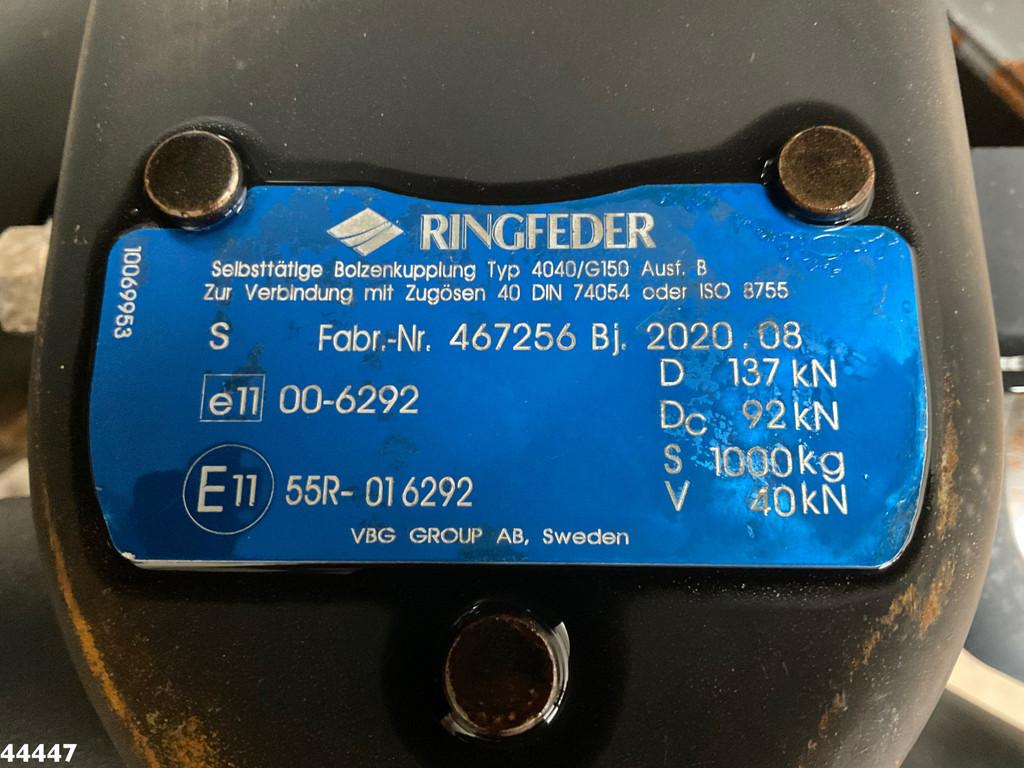 RINGFEDER
Selbsttätige Bolzenkupplung Typ 4040/G150 Ausf. B
Zur Verbindung mit Zugösen 40 DIN 74054 oder ISO 8755
10069953
S Fabr.-Nr. 467256 Bj. 2020.08
D 137 kN
e11 00-6292
DC 92 kN
S 1000 kg
E11 55R-016292
V 40 kN
VBG GROUP AB, Sweden
44447